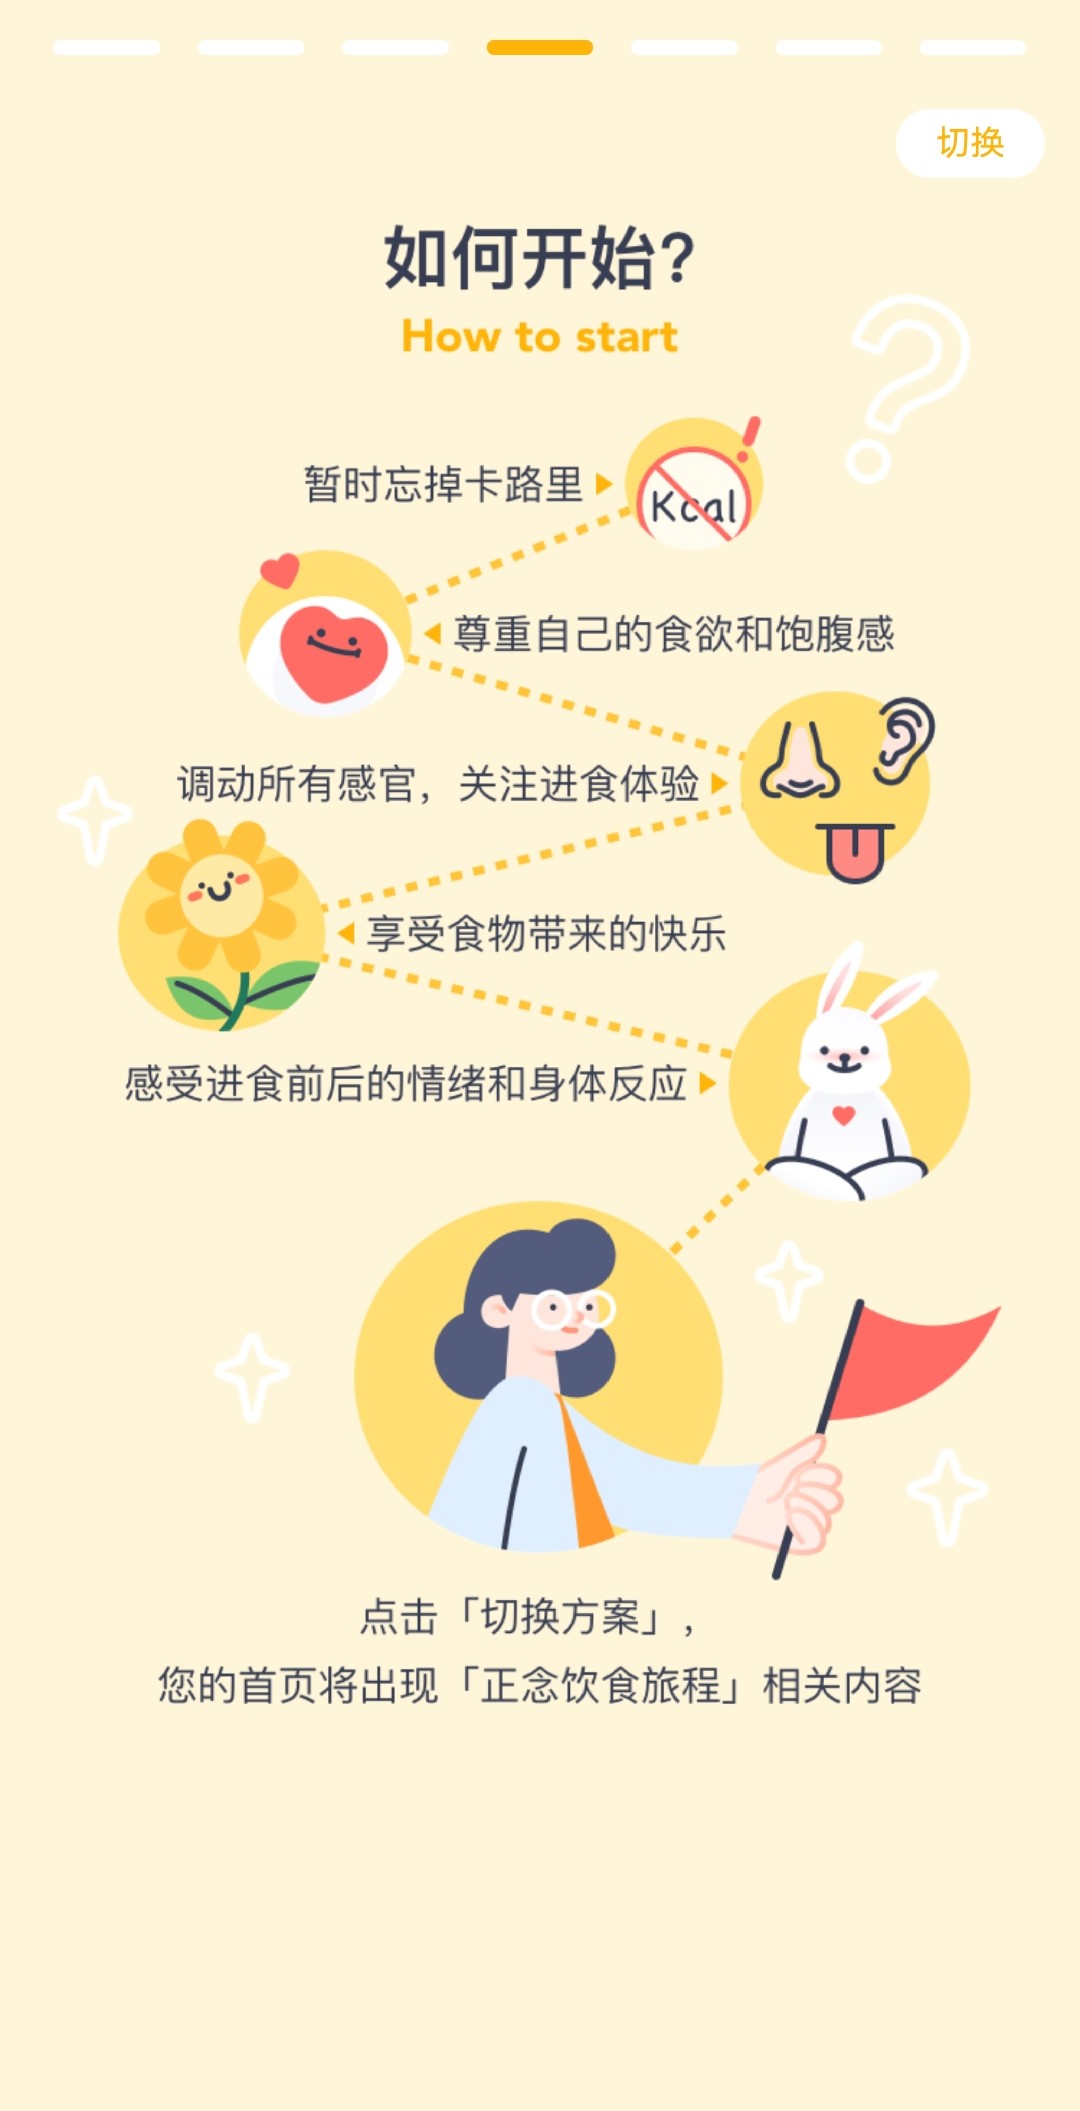 切换
如何开始?
How to start
暂时忘掉卡路里
Kcal
尊重自己的食欲和饱腹感
调动所有感官，关注进食体验
享受食物带来的快乐
感受进食前后的情绪和身体反应
点击「切换方案」，
您的首页将出现「正念饮食旅程」相关内容